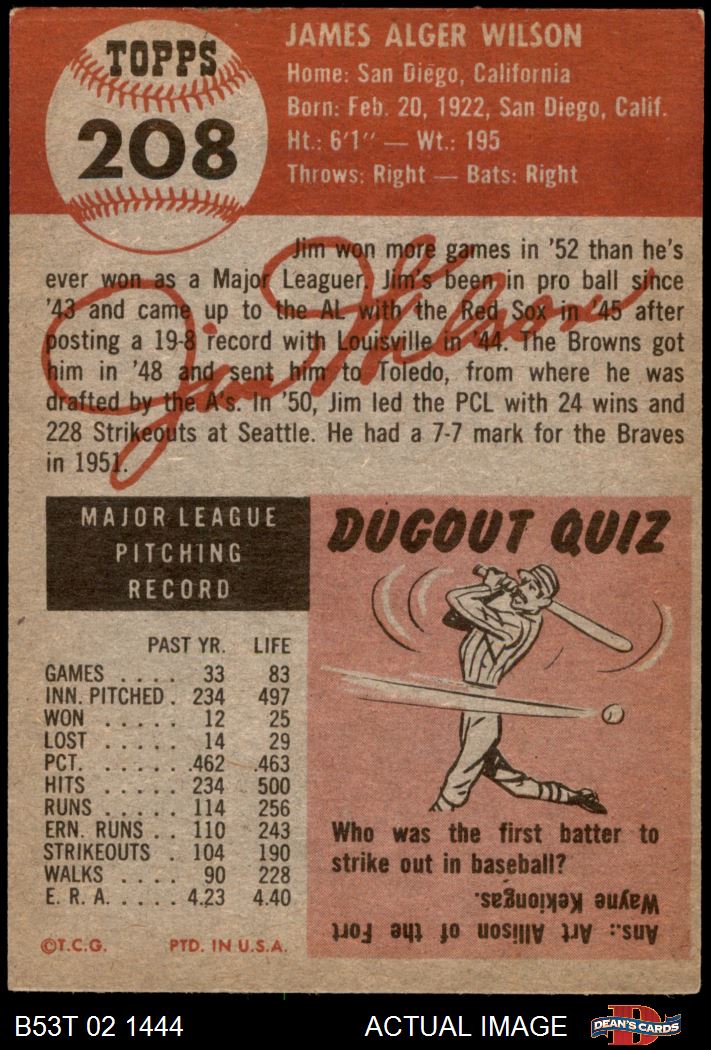 TOPPS
208
JAMES ALGER WILSON
Home: San Diego, California
Born: Feb. 20, 1922, San Diego, Calif.
Ht.: 6'1" — Wt.: 195
Throws: Right — Bats: Right
Jim won more games in '52 than he's
ever won as a Major Leaguer. Jim's been in pro ball since
'43 and came up to the AL with the Red Sox in '45 after
posting a 19-8 record with Louisville in '44. The Browns got
him in '48 and sent him to Toledo, from where he was
drafted by the A's. In '50, Jim led the PCL with 24 wins and
228 Strikeouts at Seattle. He had a 7-7 mark for the Braves
in 1951.
Jim Wilson
MAJOR LEAGUE
PITCHING
RECORD
PAST YR. LIFE
GAMES .... 33 83
INN. PITCHED . 234 497
WON ..... 12 25
LOST ..... 14 29
PCT. ..... .462 .463
HITS ..... 234 500
RUNS ..... 114 256
ERN. RUNS .. 110 243
STRIKEOUTS . 104 190
WALKS .... 90 228
E. R. A. ..... 4.23 4.40
©T.C.G. PTD. IN U.S.A.
DUGOUT QUIZ
Who was the first batter to
strike out in baseball?
Ans.: Art Allison of the Fort
Wayne Kekiongas.
B53T 02 1444 ACTUAL IMAGE
D
DEAN'S CARDS